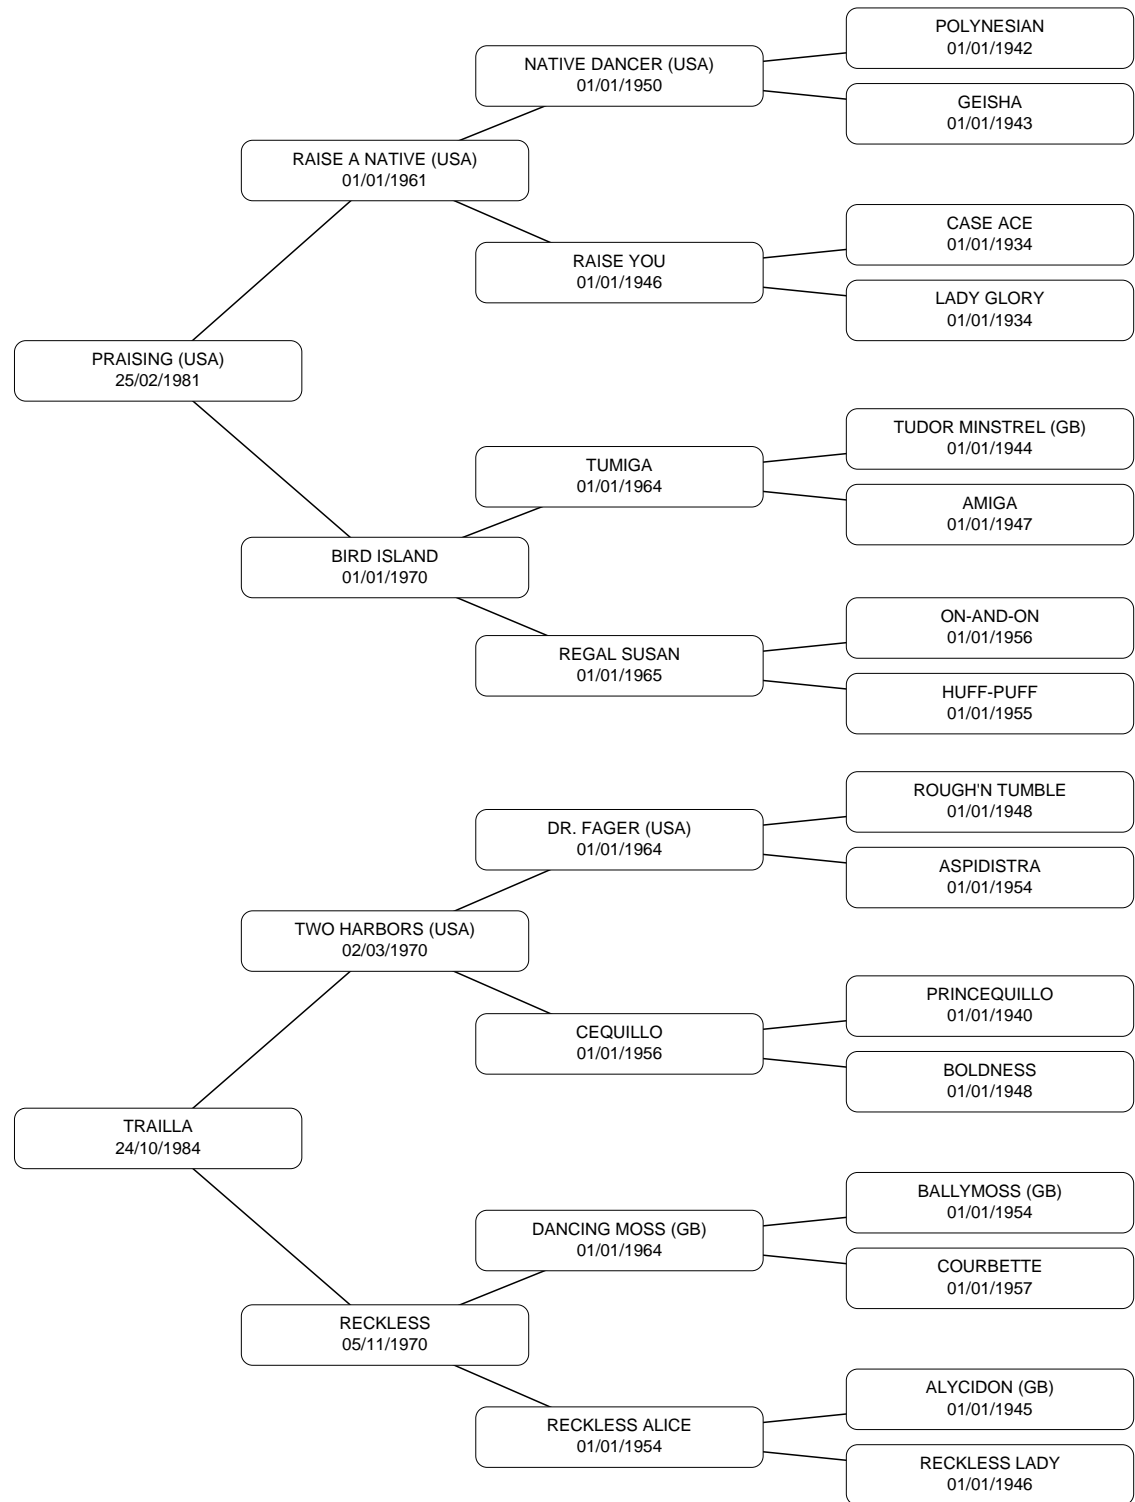 POLYNESIAN
01/01/1942
NATIVE DANCER (USA)
01/01/1950
GEISHA
01/01/1943
RAISE A NATIVE (USA)
01/01/1961
CASE ACE
01/01/1934
RAISE YOU
01/01/1946
LADY GLORY
01/01/1934
PRAISING (USA)
25/02/1981
TUDOR MINSTREL (GB)
01/01/1944
TUMIGA
01/01/1964
AMIGA
01/01/1947
BIRD ISLAND
01/01/1970
ON-AND-ON
01/01/1956
REGAL SUSAN
01/01/1965
HUFF-PUFF
01/01/1955
ROUGH'N TUMBLE
01/01/1948
DR. FAGER (USA)
01/01/1964
ASPIDISTRA
01/01/1954
TWO HARBORS (USA)
02/03/1970
PRINCEQUILLO
01/01/1940
CEQUILLO
01/01/1956
BOLDNESS
01/01/1948
TRAILLA
24/10/1984
BALLYMOSS (GB)
01/01/1954
DANCING MOSS (GB)
01/01/1964
COURBETTE
01/01/1957
RECKLESS
05/11/1970
ALYCIDON (GB)
01/01/1945
RECKLESS ALICE
01/01/1954
RECKLESS LADY
01/01/1946